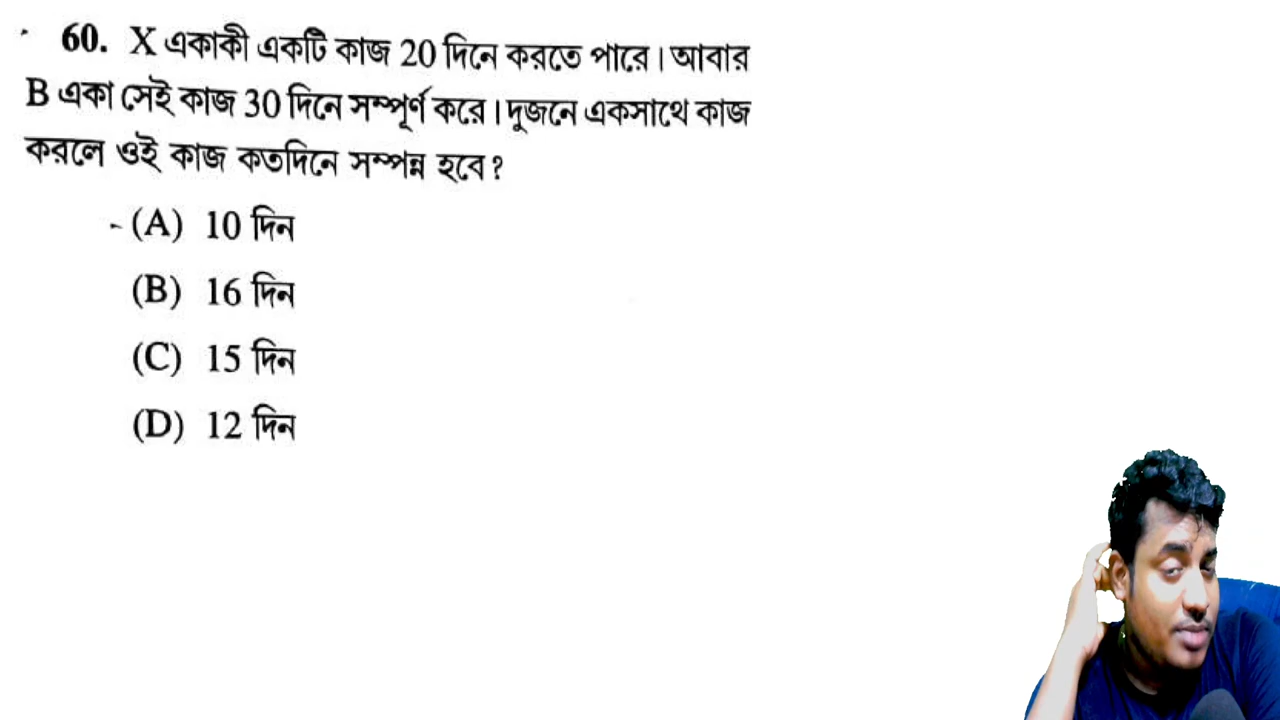 60. X একাকী একটি কাজ 20 দিনে করতে পারে। আবার
B একা সেই কাজ 30 দিনে সম্পূর্ণ করে। দুজনে একসাথে কাজ
করলে ওই কাজ কতদিনে সম্পন্ন হবে?
(A) 10 দিন
(B) 16 দিন
(C) 15 দিন
(D) 12 দিন